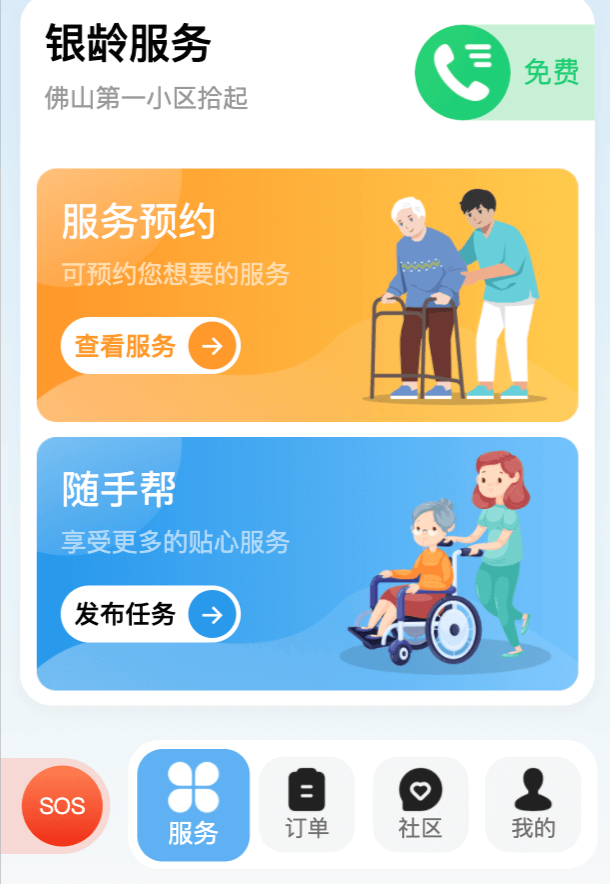 银龄服务
佛山第一小区拾起
免费
服务预约
可预约您想要的服务
查看服务
随手帮
享受更多的贴心服务
发布任务
SOS
服务
订单
社区
我的